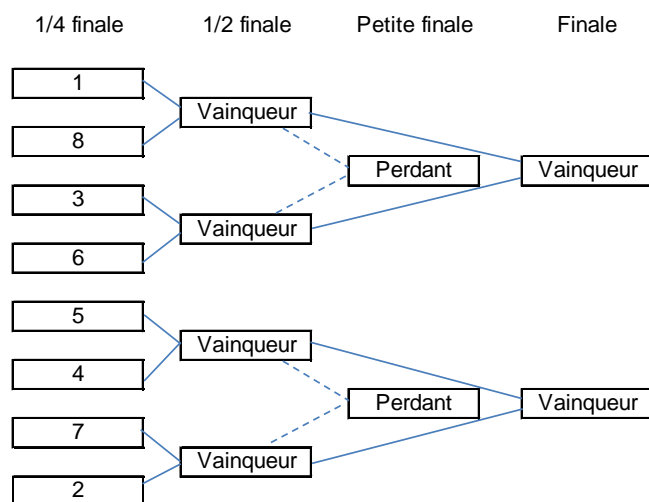 1/4 finale 1/2 finale Petite finale Finale
1
Vainqueur
8
Perdant Vainqueur
3
Vainqueur
6
5
Vainqueur
4
Perdant Vainqueur
7
Vainqueur
2